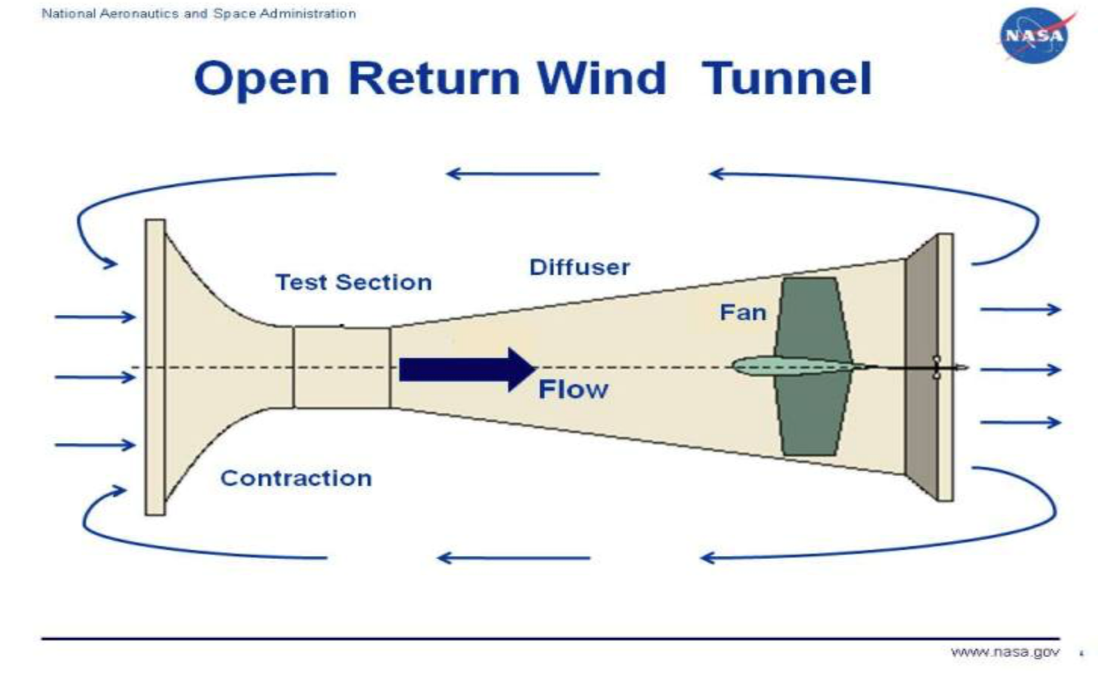 National Aeronautics and Space Administration
NASA
Open Return Wind Tunnel
Test Section
Diffuser
Fan
Flow
Contraction
www.nasa.gov